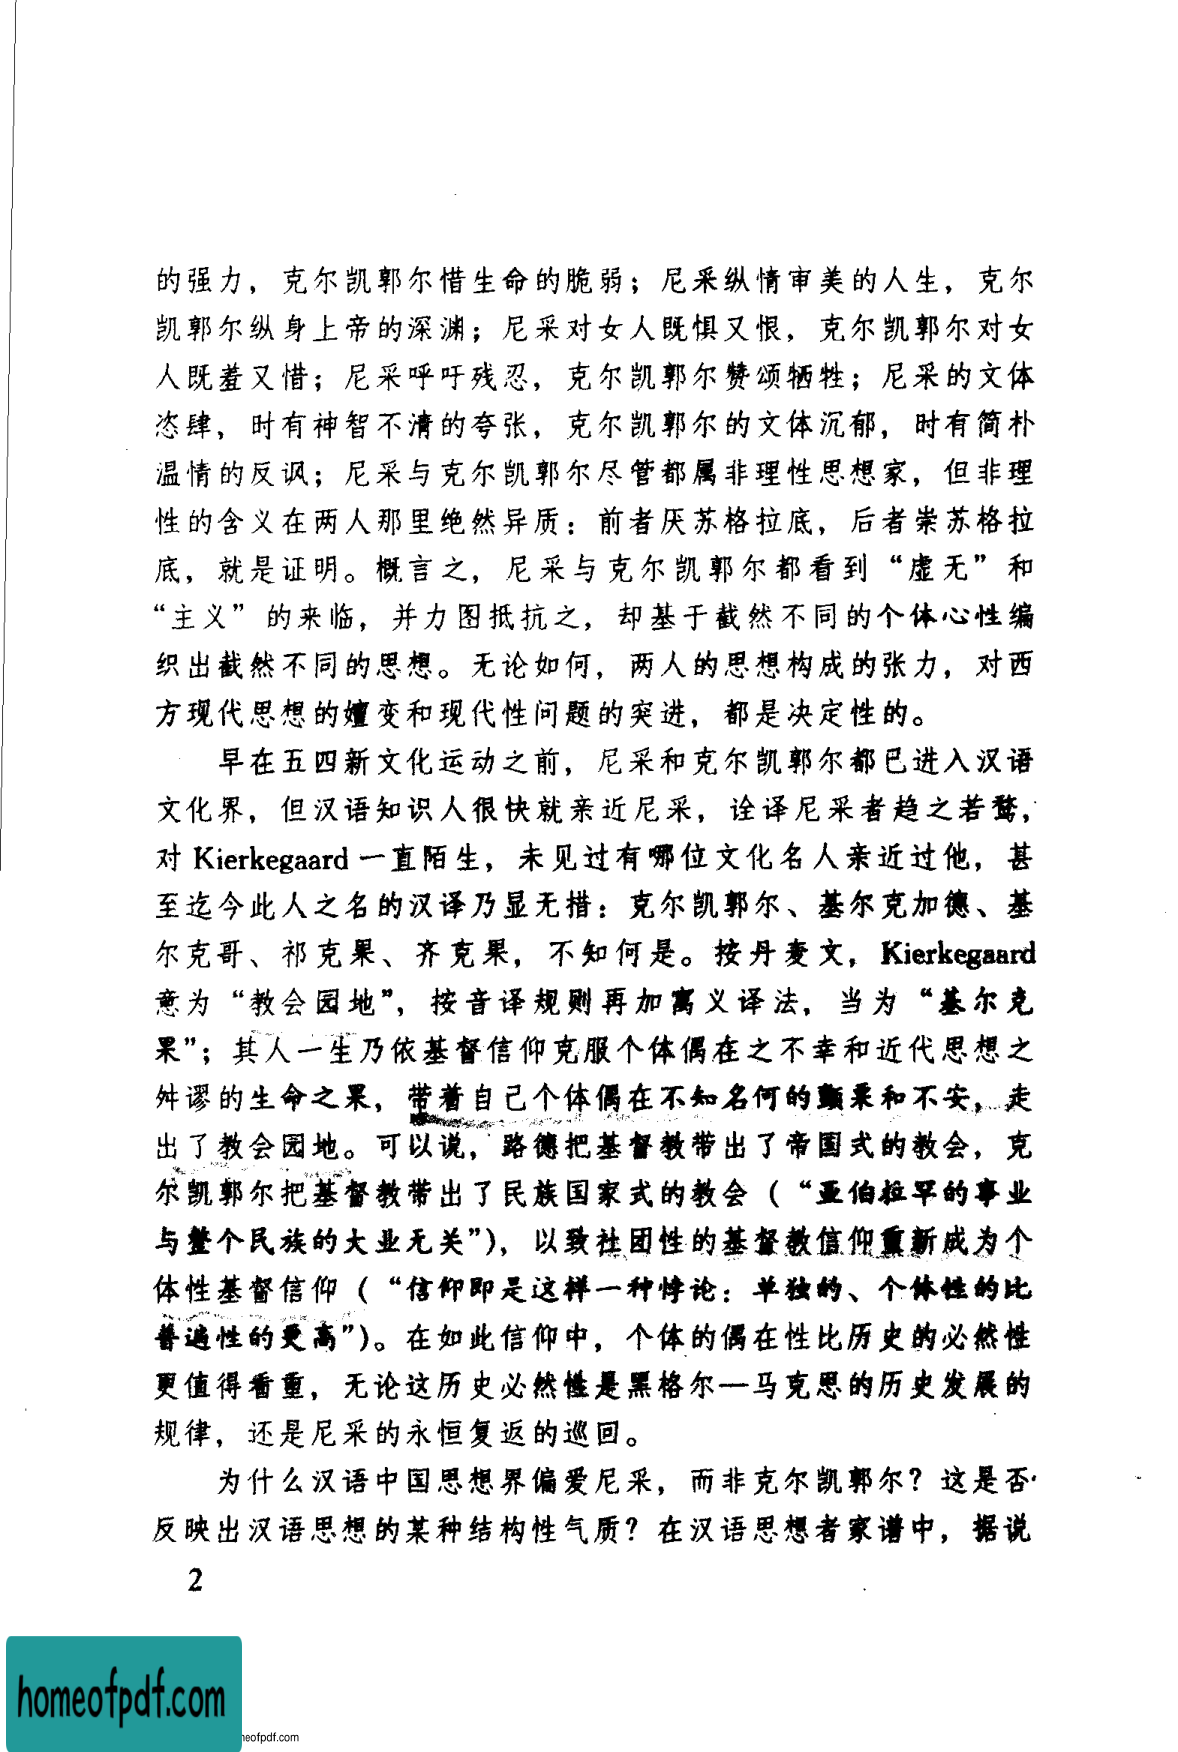 的强力，克尔凯郭尔惜生命的脆弱；尼采纵情审美的人生，克尔
凯郭尔纵身上帝的深渊；尼采对女人既惧又恨，克尔凯郭尔对女
人既羞又惜；尼采呼吁残忍，克尔凯郭尔赞颂牺牲；尼采的文体
恣肆，时有神智不清的夸张，克尔凯郭尔的文体沉郁，时有简朴
温情的反讽；尼采与克尔凯郭尔尽管都属非理性思想家，但非理
性的含义在两人那里绝然异质：前者厌苏格拉底，后者崇苏格拉
底，就是证明。概言之，尼采与克尔凯郭尔都看到“虚无”和
“主义”的来临，并力图抵抗之，却基于截然不同的个体心性编
织出截然不同的思想。无论如何，两人的思想构成的张力，对西
方现代思想的嬗变和现代性问题的突进，都是决定性的。
早在五四新文化运动之前，尼采和克尔凯郭尔都已进入汉语
文化界，但汉语知识人很快就亲近尼采，诠译尼采者趋之若鹜，
对 Kierkegaard 一直陌生，未见过有哪位文化名人亲近过他，甚
至迄今此人之名的汉译乃显无措：克尔凯郭尔、基尔克加德、基
尔克哥、祁克果、齐克果，不知何是。按丹麦文，Kierkegaard
意为“教会园地”，按音译规则再加寓义译法，当为“基尔克
果”；其人一生乃依基督信仰克服个体偶在之不幸和近代思想之
舛谬的生命之果，带着自己个体偶在不知名何的颤栗和不安，走
出了教会园地。可以说，路德把基督教带出了帝国式的教会，克
尔凯郭尔把基督教带出了民族国家式的教会（“亚伯拉罕的事业
与整个民族的大业无关”），以致社团性的基督教信仰重新成为个
体性基督信仰（“信仰即是这样一种悖论：单独的、个体性的比
普遍性的更高”）。在如此信仰中，个体的偶在性比历史的必然性
更值得看重，无论这历史必然性是黑格尔—马克思的历史发展的
规律，还是尼采的永恒复返的巡回。
为什么汉语中国思想界偏爱尼采，而非克尔凯郭尔？这是否
反映出汉语思想的某种结构性气质？在汉语思想者家谱中，据说
2
homeofpdf.com
neofpdf.com